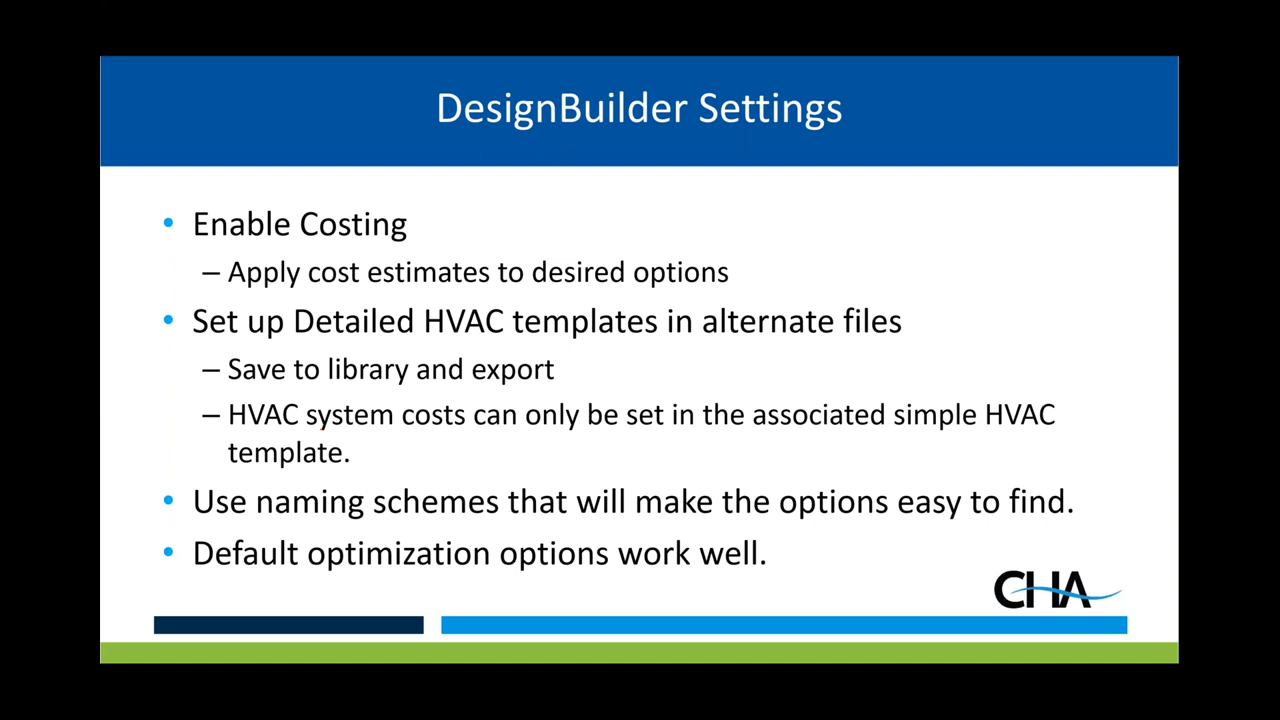 DesignBuilder Settings
• Enable Costing
– Apply cost estimates to desired options
• Set up Detailed HVAC templates in alternate files
– Save to library and export
– HVAC system costs can only be set in the associated simple HVAC
template.
• Use naming schemes that will make the options easy to find.
• Default optimization options work well.
CHA